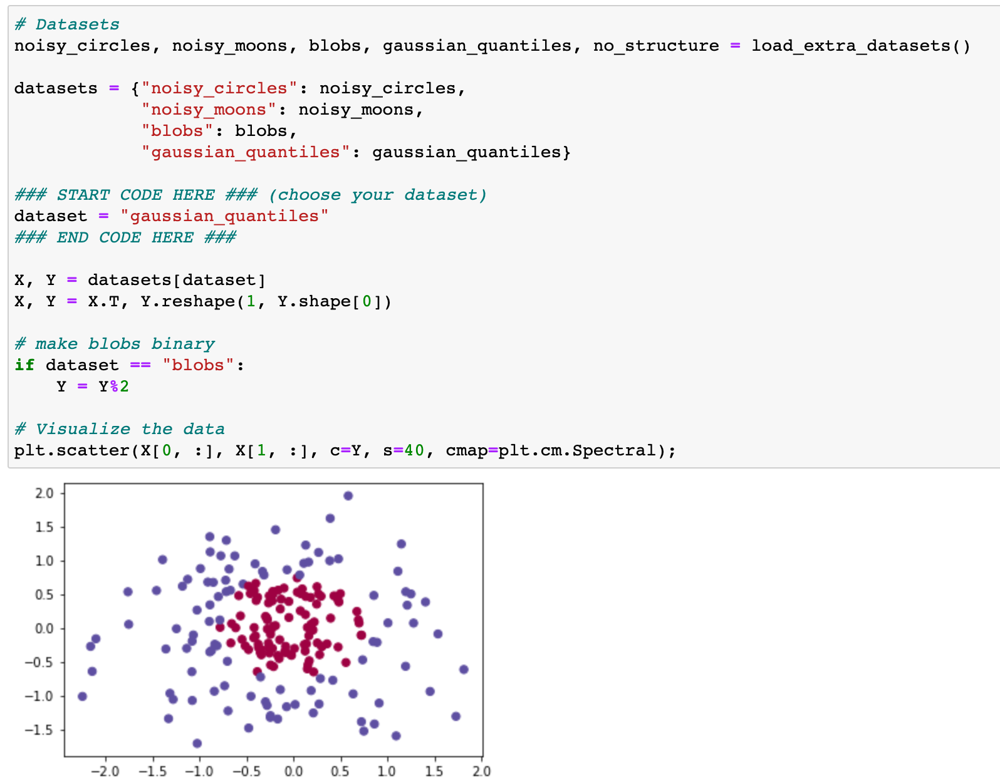 # Datasets
noisy_circles, noisy_moons, blobs, gaussian_quantiles, no_structure = load_extra_datasets()
datasets = {"noisy_circles": noisy_circles,
            "noisy_moons": noisy_moons,
            "blobs": blobs,
            "gaussian_quantiles": gaussian_quantiles}
### START CODE HERE ### (choose your dataset)
dataset = "gaussian_quantiles"
### END CODE HERE ###
X, Y = datasets[dataset]
X, Y = X.T, Y.reshape(1, Y.shape[0])
# make blobs binary
if dataset == "blobs":
    Y = Y%2
# Visualize the data
plt.scatter(X[0, :], X[1, :], c=Y, s=40, cmap=plt.cm.Spectral);
2.0
1.5
1.0
0.5
0.0
−0.5
−1.0
−1.5
−2.0 −1.5 −1.0 −0.5 0.0 0.5 1.0 1.5 2.0